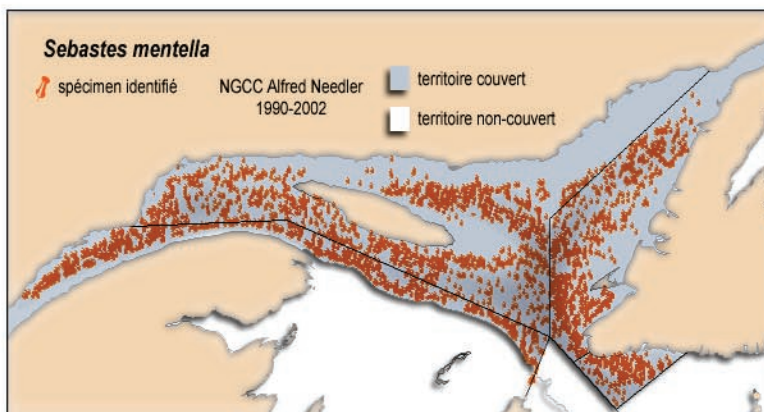 Sebastes mentella
spécimen identifié
NGCC Alfred Needler
1990-2002
territoire couvert
territoire non-couvert